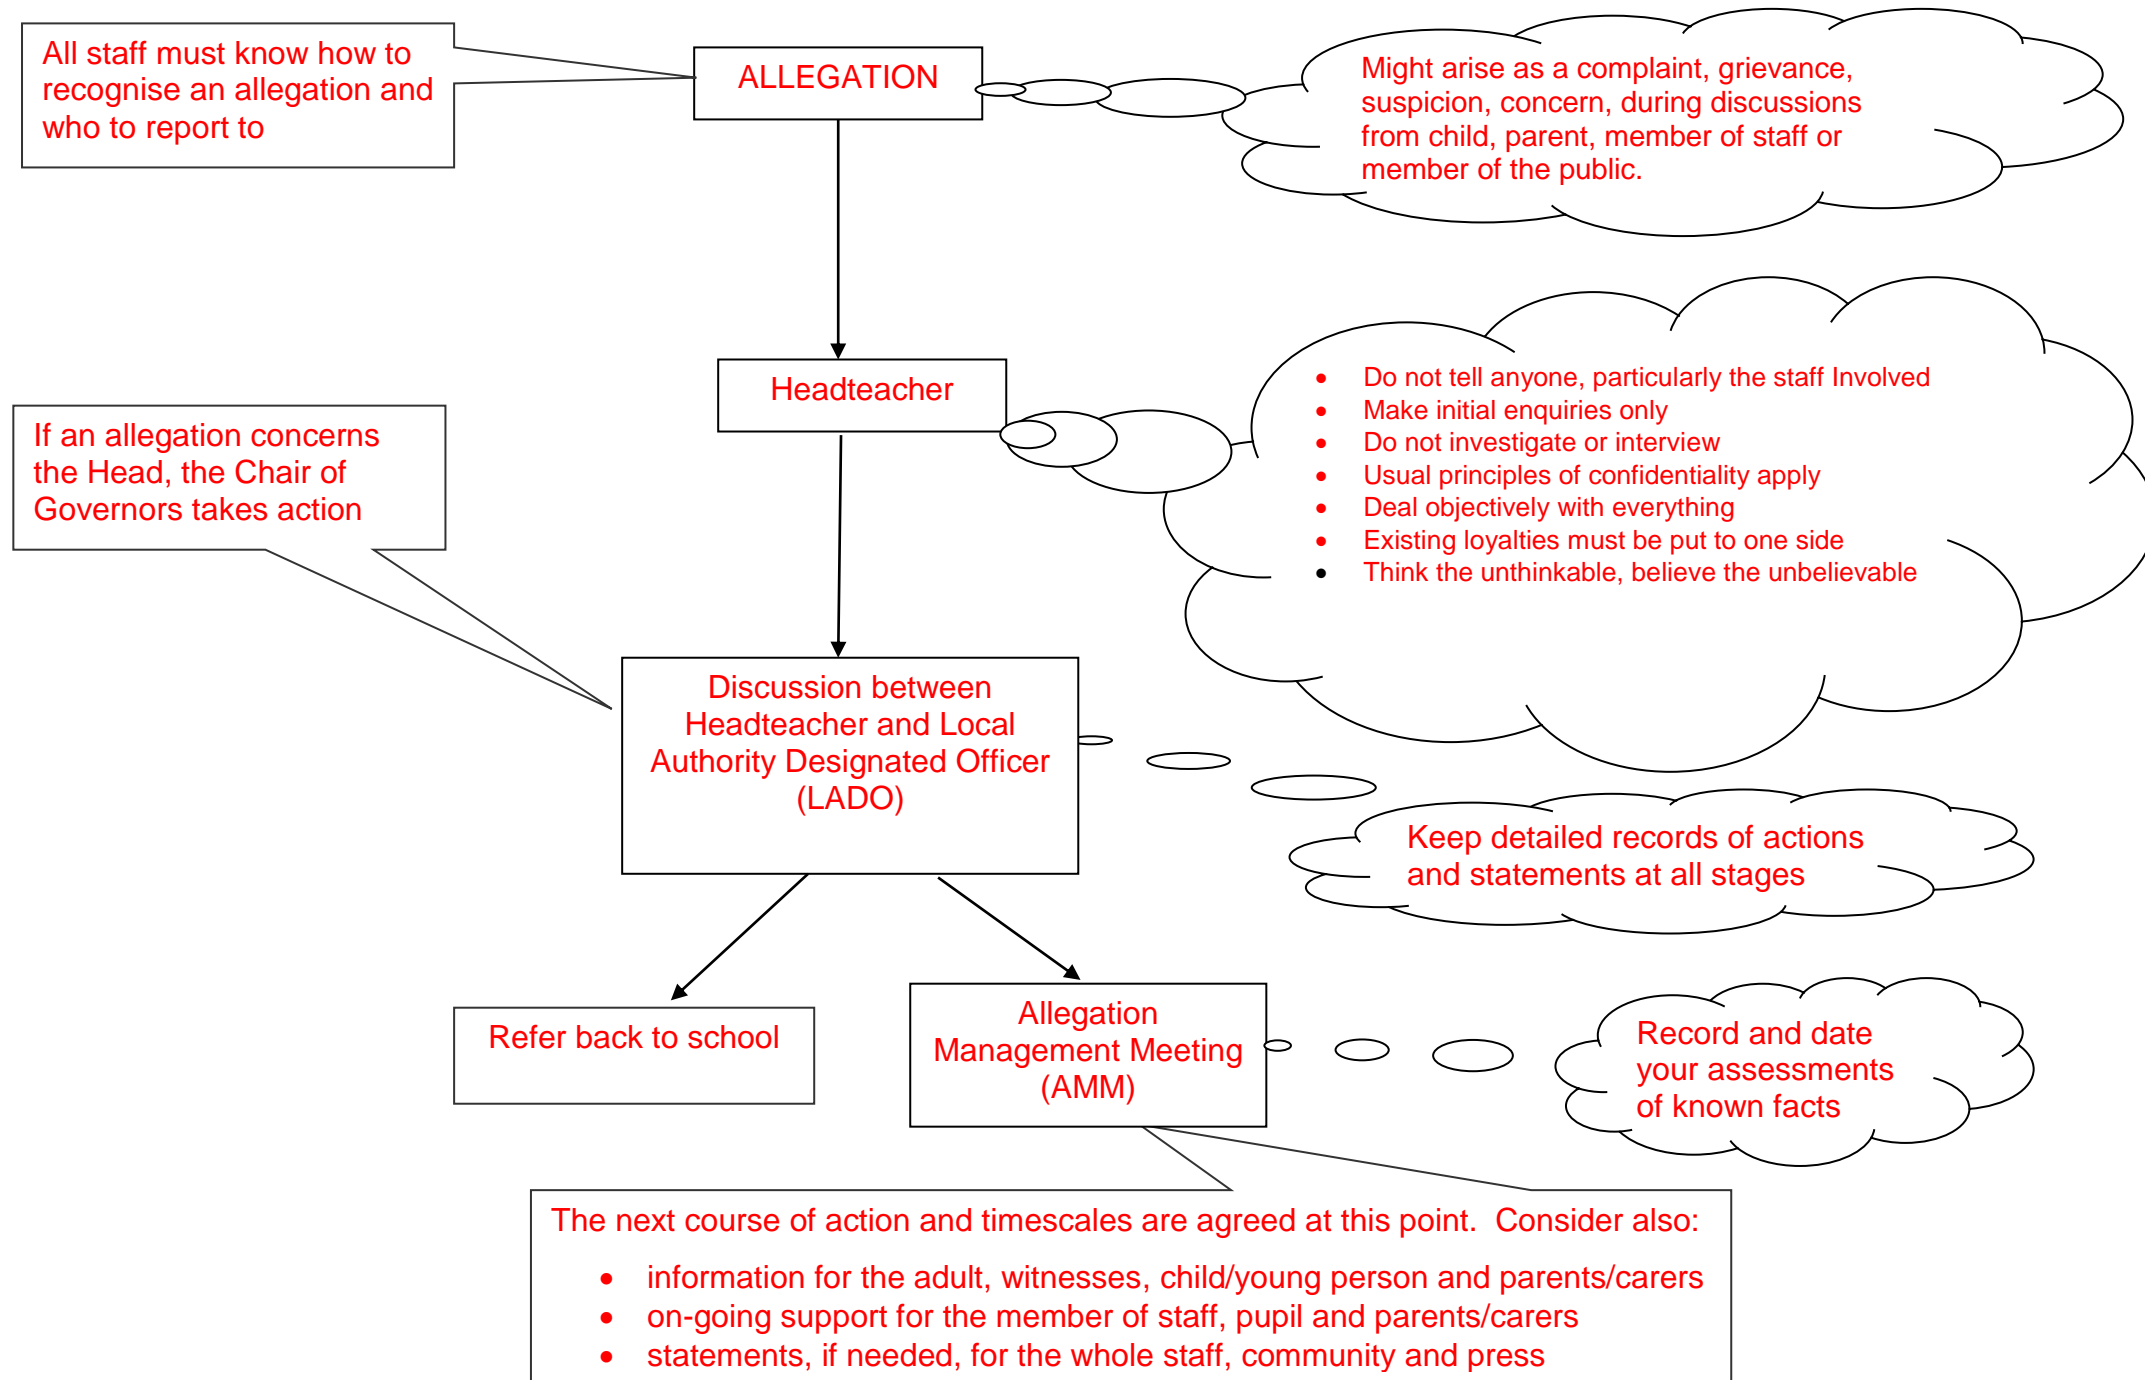 All staff must know how to
recognise an allegation and
who to report to
ALLEGATION
Might arise as a complaint, grievance,
suspicion, concern, during discussions
from child, parent, member of staff or
member of the public.
Headteacher
• Do not tell anyone, particularly the staff Involved
• Make initial enquiries only
• Do not investigate or interview
• Usual principles of confidentiality apply
• Deal objectively with everything
• Existing loyalties must be put to one side
• Think the unthinkable, believe the unbelievable
If an allegation concerns
the Head, the Chair of
Governors takes action
Discussion between
Headteacher and Local
Authority Designated Officer
(LADO)
Keep detailed records of actions
and statements at all stages
Refer back to school
Allegation
Management Meeting
(AMM)
Record and date
your assessments
of known facts
The next course of action and timescales are agreed at this point.  Consider also:
• information for the adult, witnesses, child/young person and parents/carers
• on-going support for the member of staff, pupil and parents/carers
• statements, if needed, for the whole staff, community and press